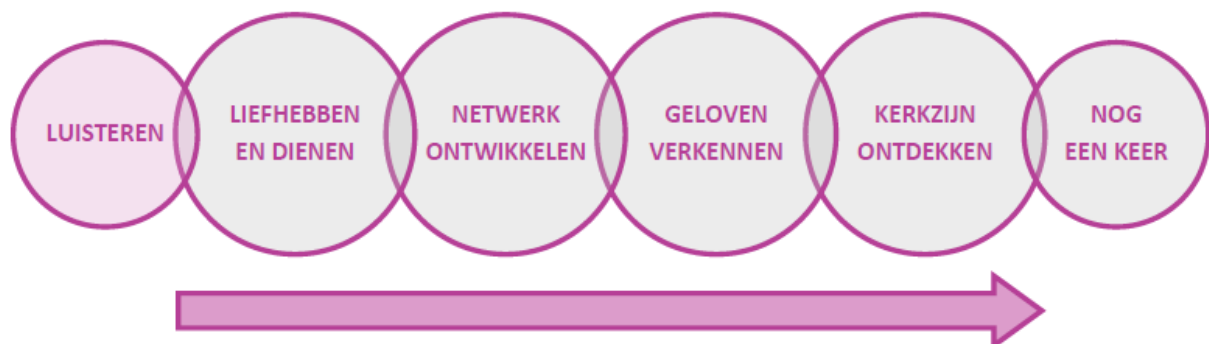 LUISTEREN
LIEFHEBBEN
EN DIENEN
NETWERK
ONTWIKKELEN
GELOVEN
VERKENNEN
KERKZIJN
ONTDEKKEN
NOG
EEN KEER